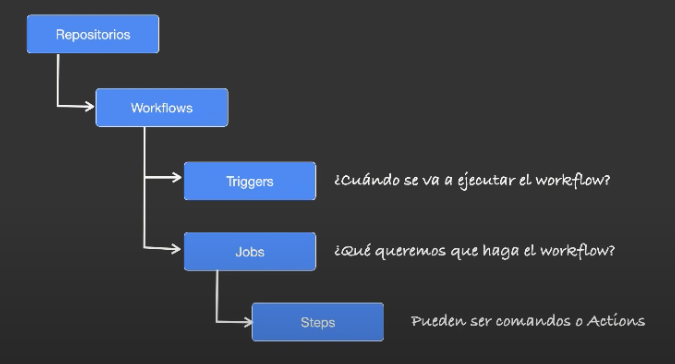 Repositorios
Workflows
Triggers
¿Cuándo se va a ejecutar el workflow?
Jobs
¿Qué queremos que haga el workflow?
Steps
Pueden ser comandos o Actions